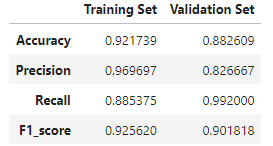 Training Set Validation Set
Accuracy 0.921739 0.882609
Precision 0.969697 0.826667
Recall 0.885375 0.992000
F1_score 0.925620 0.901818